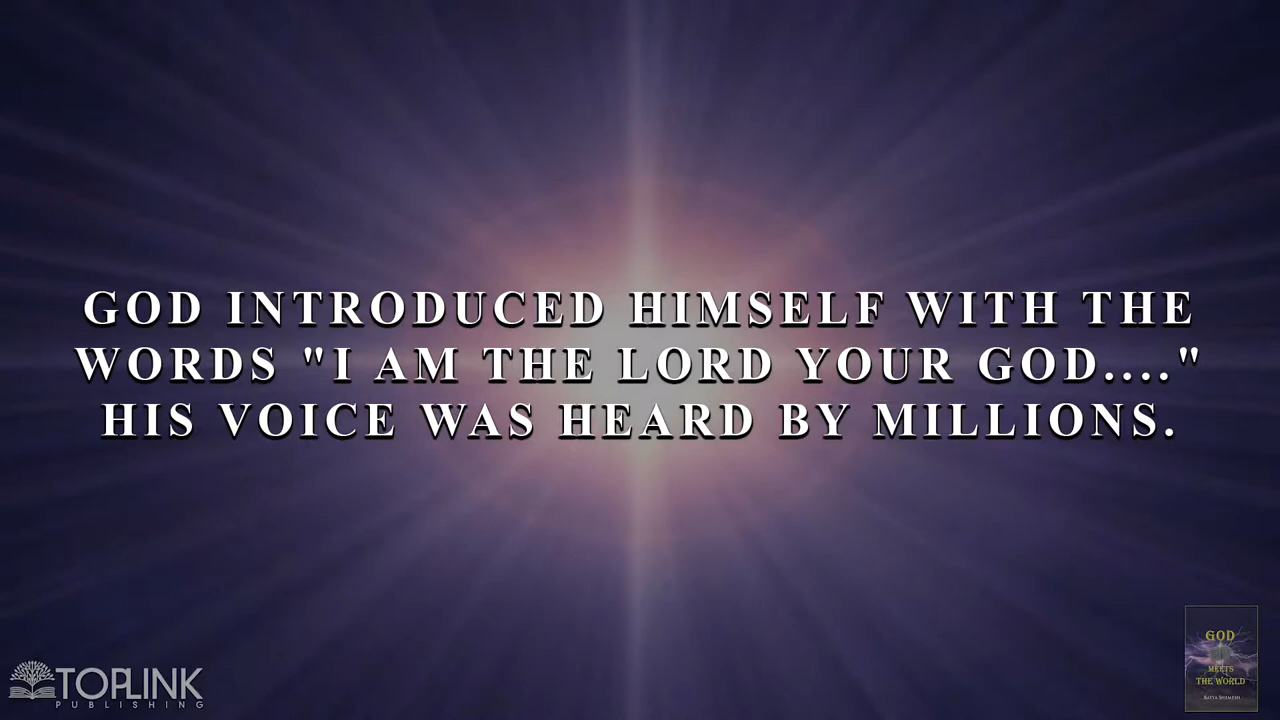 GOD INTRODUCED HIMSELF WITH THE
WORDS "I AM THE LORD YOUR GOD...."
HIS VOICE WAS HEARD BY MILLIONS.
TOPLINK
PUBLISHING
GOD
MEETS
THE WORLD